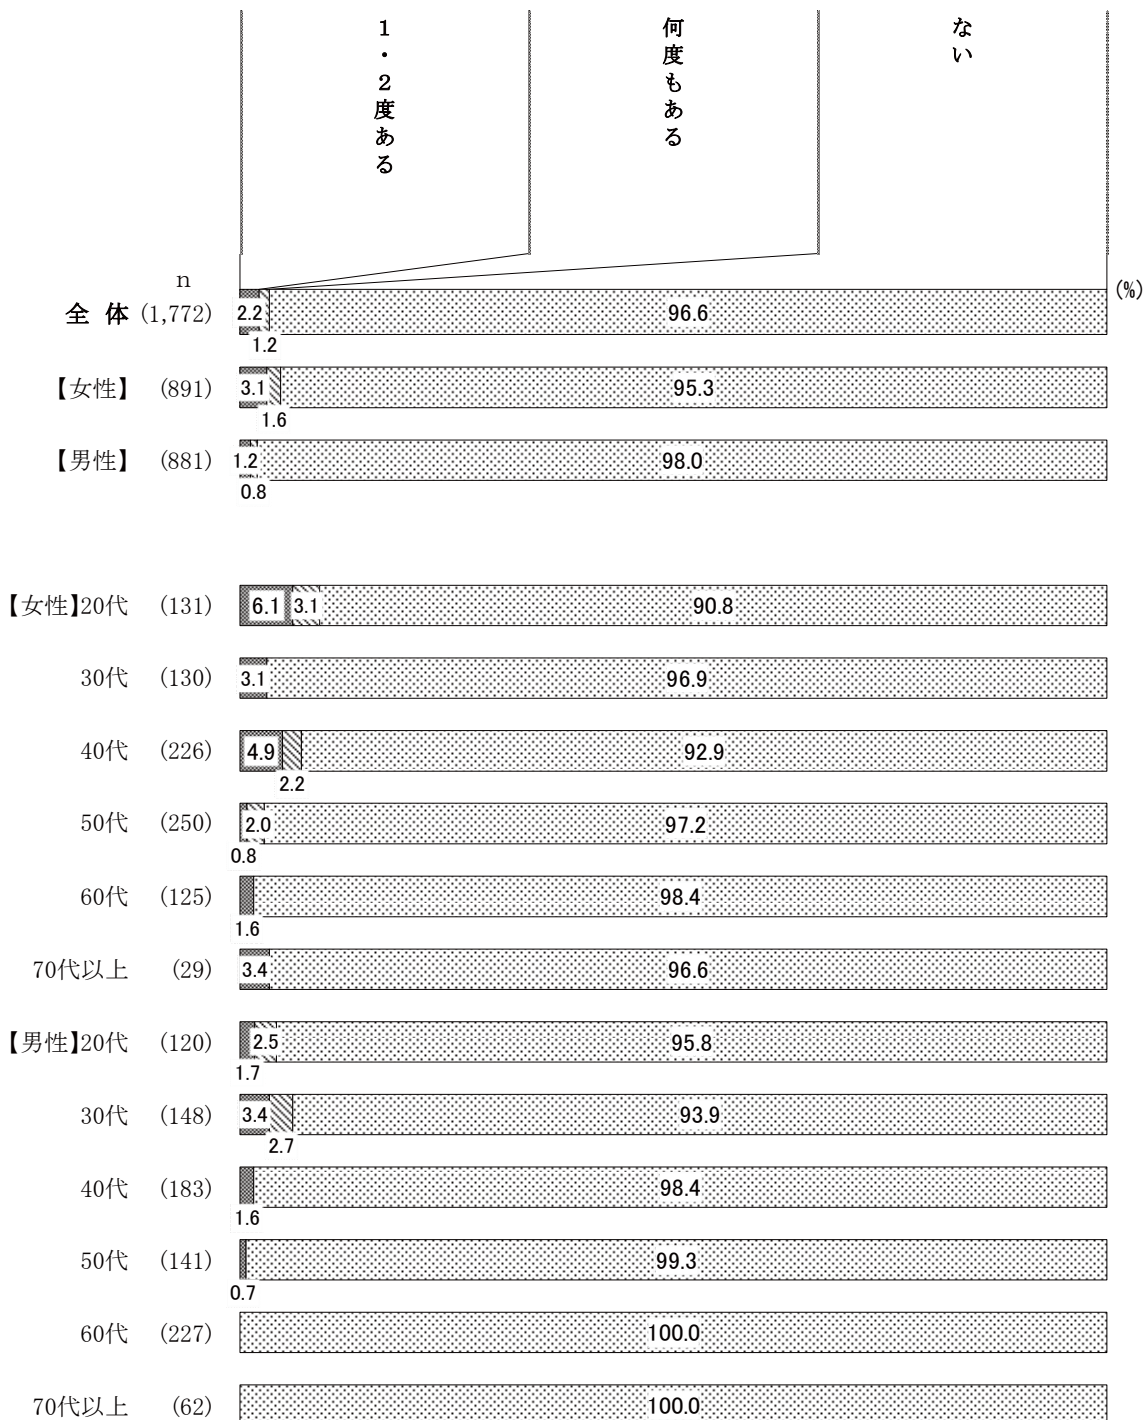 １・２度ある
何度もある
ない
n
(%)
全 体 (1,772) 2.2 96.6
1.2
【女性】 (891) 3.1 95.3
1.6
【男性】 (881) 1.2 98.0
0.8
【女性】20代 (131) 6.1 3.1 90.8
30代 (130) 3.1 96.9
40代 (226) 4.9 92.9
2.2
50代 (250) 2.0 97.2
0.8
60代 (125) 98.4
1.6
70代以上 (29) 3.4 96.6
【男性】20代 (120) 2.5 95.8
1.7
30代 (148) 3.4 93.9
2.7
40代 (183) 98.4
1.6
50代 (141) 99.3
0.7
60代 (227) 100.0
70代以上 (62) 100.0